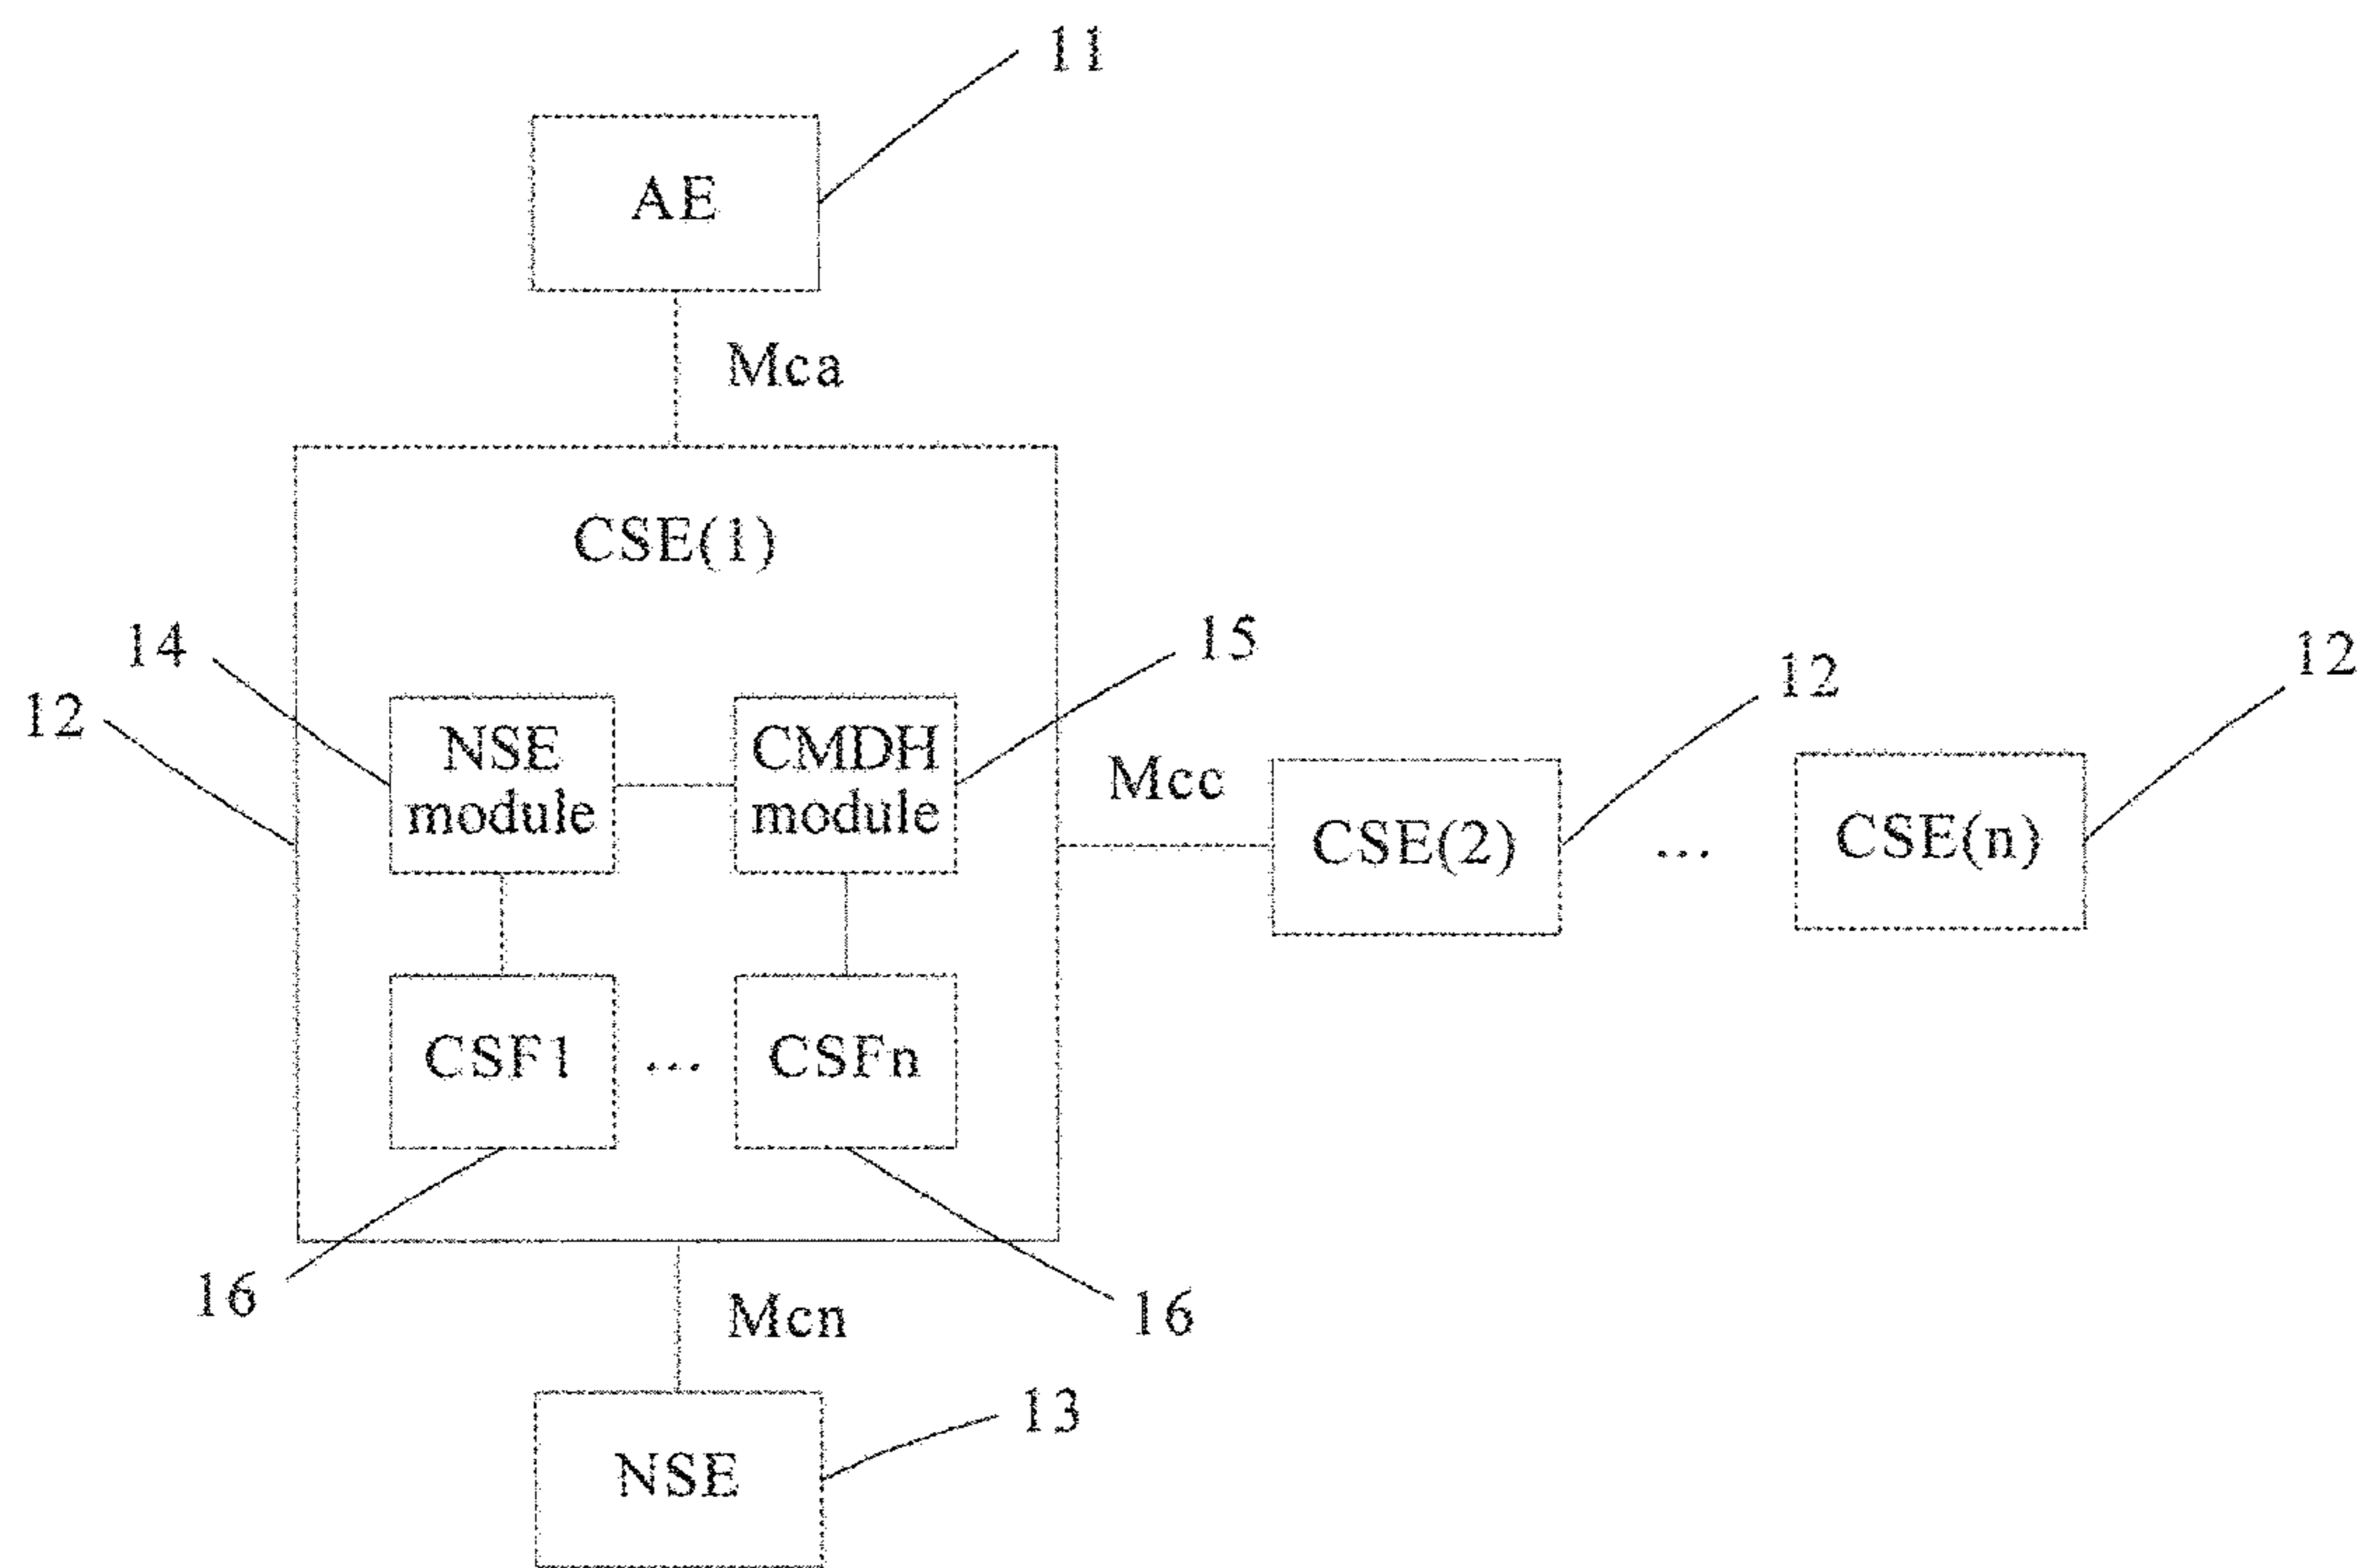 11
AE
Mca
CSE(1)
14
15
12
12
12
NSE
module
CMDH
module
Mcc
CSE(2)
...
CSE(n)
CSF1
...
CSFn
16
Mcn
16
13
NSE